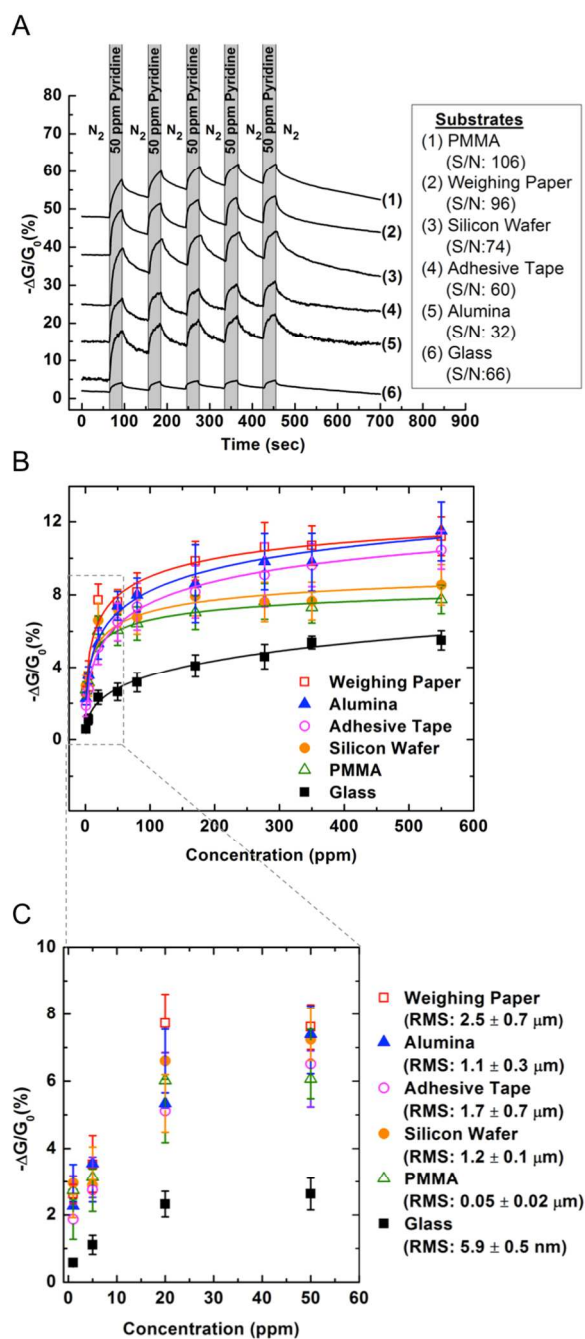 A
50 ppm Pyridine
50 ppm Pyridine
50 ppm Pyridine
50 ppm Pyridine
50 ppm Pyridine
N2 N2 N2 N2 N2 N2
-ΔG/G0(%)
80
70
60
50
40
30
20
10
0
(1)
(2)
(3)
(4)
(5)
(6)
0 100 200 300 400 500 600 700 800 900
Time (sec)
Substrates
(1) PMMA
(S/N: 106)
(2) Weighing Paper
(S/N: 96)
(3) Silicon Wafer
(S/N:74)
(4) Adhesive Tape
(S/N: 60)
(5) Alumina
(S/N: 32)
(6) Glass
(S/N:66)
B
-ΔG/G0(%)
12
8
4
0
Weighing Paper
Alumina
Adhesive Tape
Silicon Wafer
PMMA
Glass
0 100 200 300 400 500 600
Concentration (ppm)
C
-ΔG/G0(%)
10
8
6
4
2
0
0 10 20 30 40 50 60
Concentration (ppm)
Weighing Paper
(RMS: 2.5 ± 0.7 μm)
Alumina
(RMS: 1.1 ± 0.3 μm)
Adhesive Tape
(RMS: 1.7 ± 0.7 μm)
Silicon Wafer
(RMS: 1.2 ± 0.1 μm)
PMMA
(RMS: 0.05 ± 0.02 μm)
Glass
(RMS: 5.9 ± 0.5 nm)